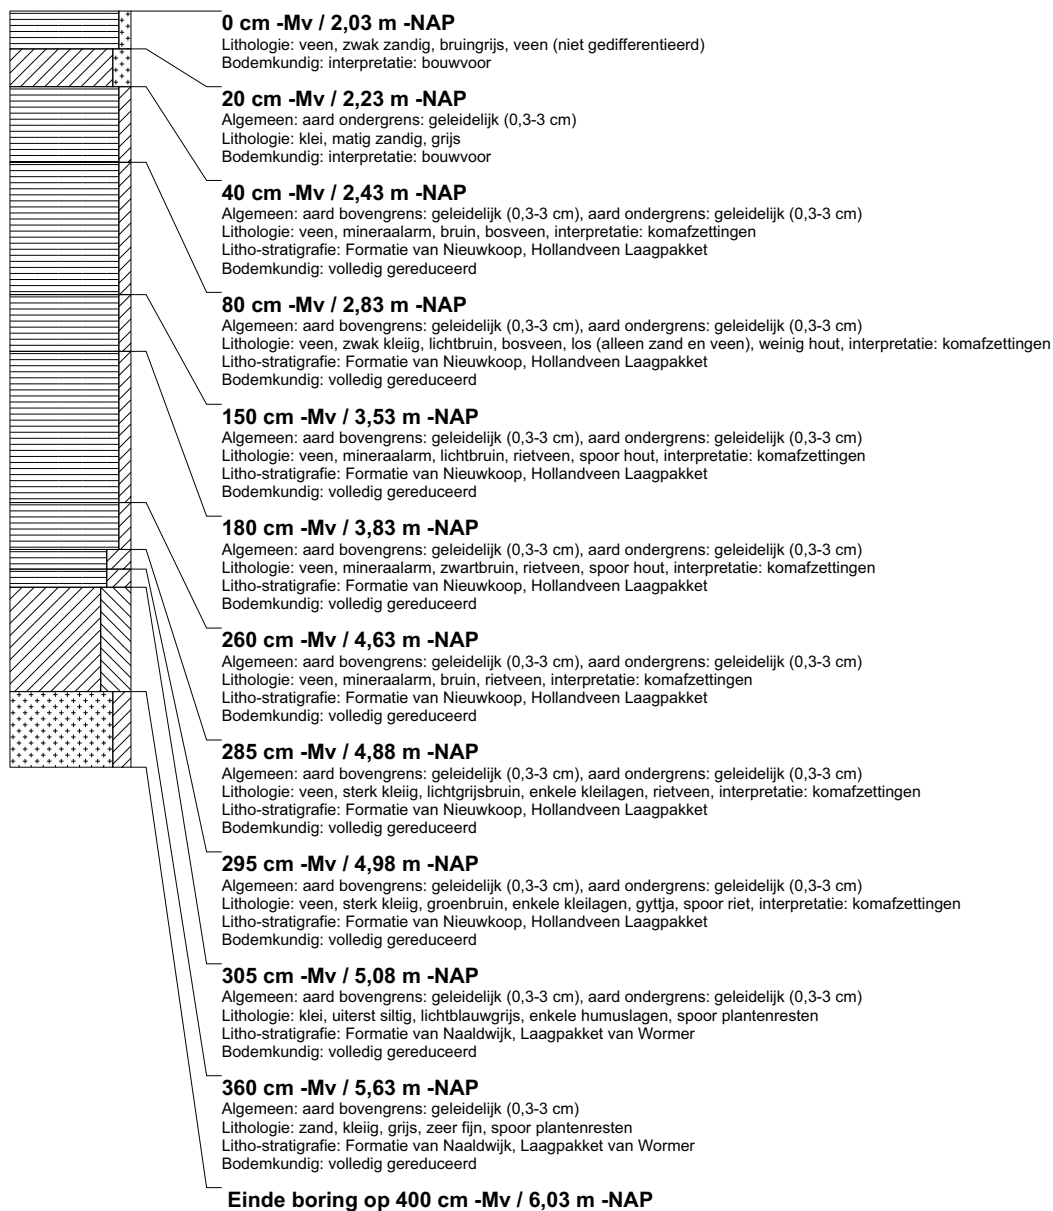 0 cm -Mv / 2,03 m -NAP
Lithologie: veen, zwak zandig, bruingrijs, veen (niet gedifferentieerd)
Bodemkundig: interpretatie: bouwvoor
20 cm -Mv / 2,23 m -NAP
Algemeen: aard ondergrens: geleidelijk (0,3-3 cm)
Lithologie: klei, matig zandig, grijs
Bodemkundig: interpretatie: bouwvoor
40 cm -Mv / 2,43 m -NAP
Algemeen: aard bovengrens: geleidelijk (0,3-3 cm), aard ondergrens: geleidelijk (0,3-3 cm)
Lithologie: veen, mineraalarm, bruin, bosveen, interpretatie: komafzettingen
Litho-stratigrafie: Formatie van Nieuwkoop, Hollandveen Laagpakket
Bodemkundig: volledig gereduceerd
80 cm -Mv / 2,83 m -NAP
Algemeen: aard bovengrens: geleidelijk (0,3-3 cm), aard ondergrens: geleidelijk (0,3-3 cm)
Lithologie: veen, zwak kleiig, lichtbruin, bosveen, los (alleen zand en veen), weinig hout, interpretatie: komafzettingen
Litho-stratigrafie: Formatie van Nieuwkoop, Hollandveen Laagpakket
Bodemkundig: volledig gereduceerd
150 cm -Mv / 3,53 m -NAP
Algemeen: aard bovengrens: geleidelijk (0,3-3 cm), aard ondergrens: geleidelijk (0,3-3 cm)
Lithologie: veen, mineraalarm, lichtbruin, rietveen, spoor hout, interpretatie: komafzettingen
Litho-stratigrafie: Formatie van Nieuwkoop, Hollandveen Laagpakket
Bodemkundig: volledig gereduceerd
180 cm -Mv / 3,83 m -NAP
Algemeen: aard bovengrens: geleidelijk (0,3-3 cm), aard ondergrens: geleidelijk (0,3-3 cm)
Lithologie: veen, mineraalarm, zwartbruin, rietveen, spoor hout, interpretatie: komafzettingen
Litho-stratigrafie: Formatie van Nieuwkoop, Hollandveen Laagpakket
Bodemkundig: volledig gereduceerd
260 cm -Mv / 4,63 m -NAP
Algemeen: aard bovengrens: geleidelijk (0,3-3 cm), aard ondergrens: geleidelijk (0,3-3 cm)
Lithologie: veen, mineraalarm, bruin, rietveen, interpretatie: komafzettingen
Litho-stratigrafie: Formatie van Nieuwkoop, Hollandveen Laagpakket
Bodemkundig: volledig gereduceerd
285 cm -Mv / 4,88 m -NAP
Algemeen: aard bovengrens: geleidelijk (0,3-3 cm), aard ondergrens: geleidelijk (0,3-3 cm)
Lithologie: veen, sterk kleiig, lichtgrijsbruin, enkele kleilagen, rietveen, interpretatie: komafzettingen
Litho-stratigrafie: Formatie van Nieuwkoop, Hollandveen Laagpakket
Bodemkundig: volledig gereduceerd
295 cm -Mv / 4,98 m -NAP
Algemeen: aard bovengrens: geleidelijk (0,3-3 cm), aard ondergrens: geleidelijk (0,3-3 cm)
Lithologie: veen, sterk kleiig, groenbruin, enkele kleilagen, gyttja, spoor riet, interpretatie: komafzettingen
Litho-stratigrafie: Formatie van Nieuwkoop, Hollandveen Laagpakket
Bodemkundig: volledig gereduceerd
305 cm -Mv / 5,08 m -NAP
Algemeen: aard bovengrens: geleidelijk (0,3-3 cm), aard ondergrens: geleidelijk (0,3-3 cm)
Lithologie: klei, uiterst siltig, lichtblauwgrijs, enkele humuslagen, spoor plantenresten
Litho-stratigrafie: Formatie van Naaldwijk, Laagpakket van Wormer
Bodemkundig: volledig gereduceerd
360 cm -Mv / 5,63 m -NAP
Algemeen: aard bovengrens: geleidelijk (0,3-3 cm)
Lithologie: zand, kleiig, grijs, zeer fijn, spoor plantenresten
Litho-stratigrafie: Formatie van Naaldwijk, Laagpakket van Wormer
Bodemkundig: volledig gereduceerd
Einde boring op 400 cm -Mv / 6,03 m -NAP